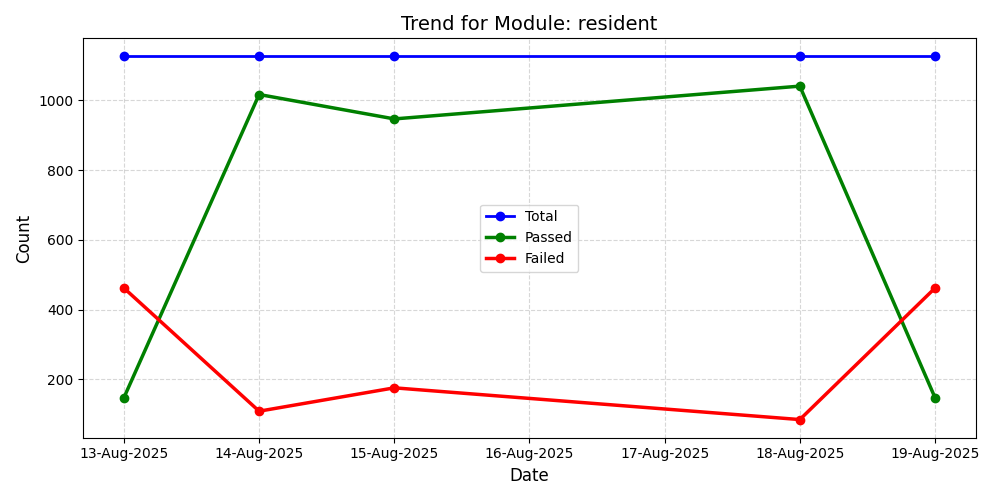 Trend for Module: resident
Count
1000
800
600
400
200
Total
Passed
Failed
13-Aug-2025 14-Aug-2025 15-Aug-2025 16-Aug-2025 17-Aug-2025 18-Aug-2025 19-Aug-2025
Date